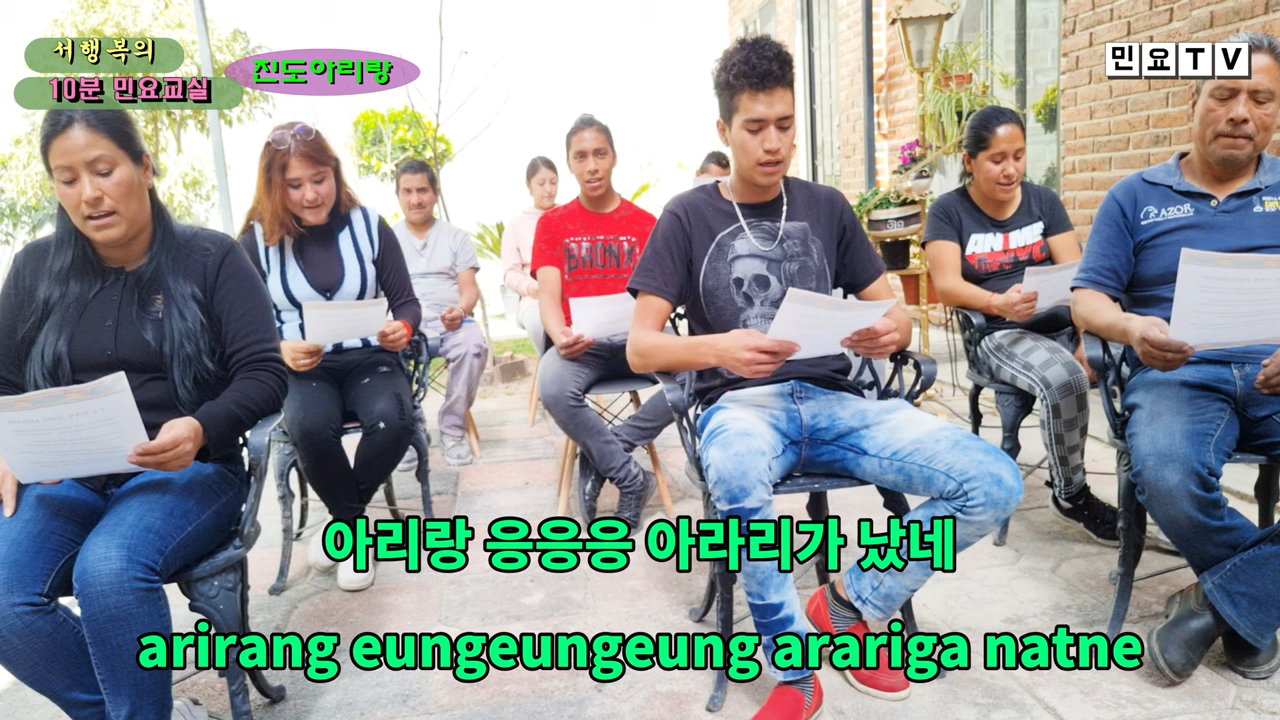 서행복의
10분 민요교실
진도아리랑
민요TV
BRONX
AZOR
아리랑 응응응 아라리가 났네
arirang eungeungeung arariga natne